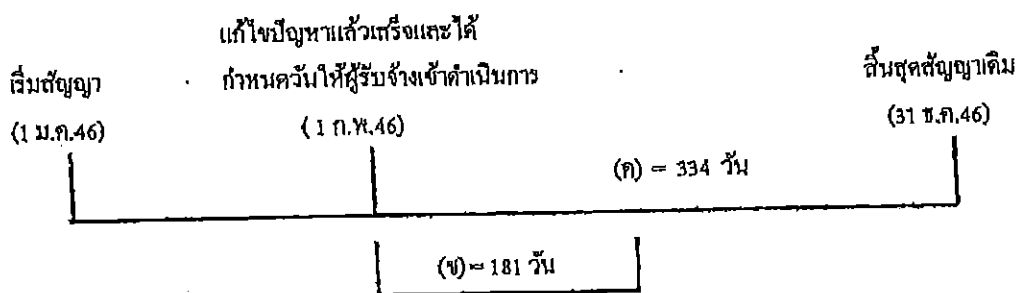 แก้ไขปัญหาแล้วเสร็จและได้
เริ่มสัญญา กำหนดวันให้ผู้รับจ้างเข้าดำเนินการ สิ้นสุดสัญญาเดิม
(1 ม.ค.46) (1 ก.พ.46) (31 ธ.ค.46)
(ค) = 334 วัน
(ข) = 181 วัน